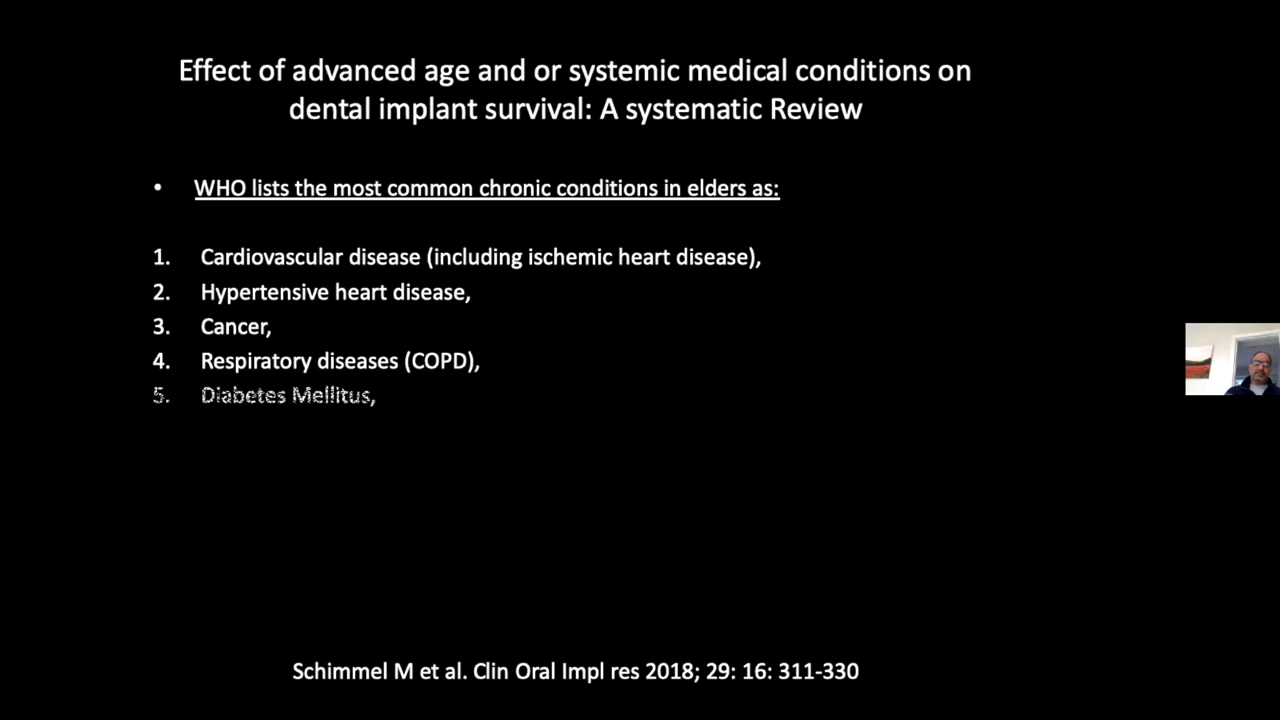 Effect of advanced age and or systemic medical conditions on
dental implant survival: A systematic Review
• WHO lists the most common chronic conditions in elders as:
1. Cardiovascular disease (including ischemic heart disease),
2. Hypertensive heart disease,
3. Cancer,
4. Respiratory diseases (COPD),
5. Diabetes Mellitus,
Schimmel M et al. Clin Oral Impl res 2018; 29: 16: 311-330